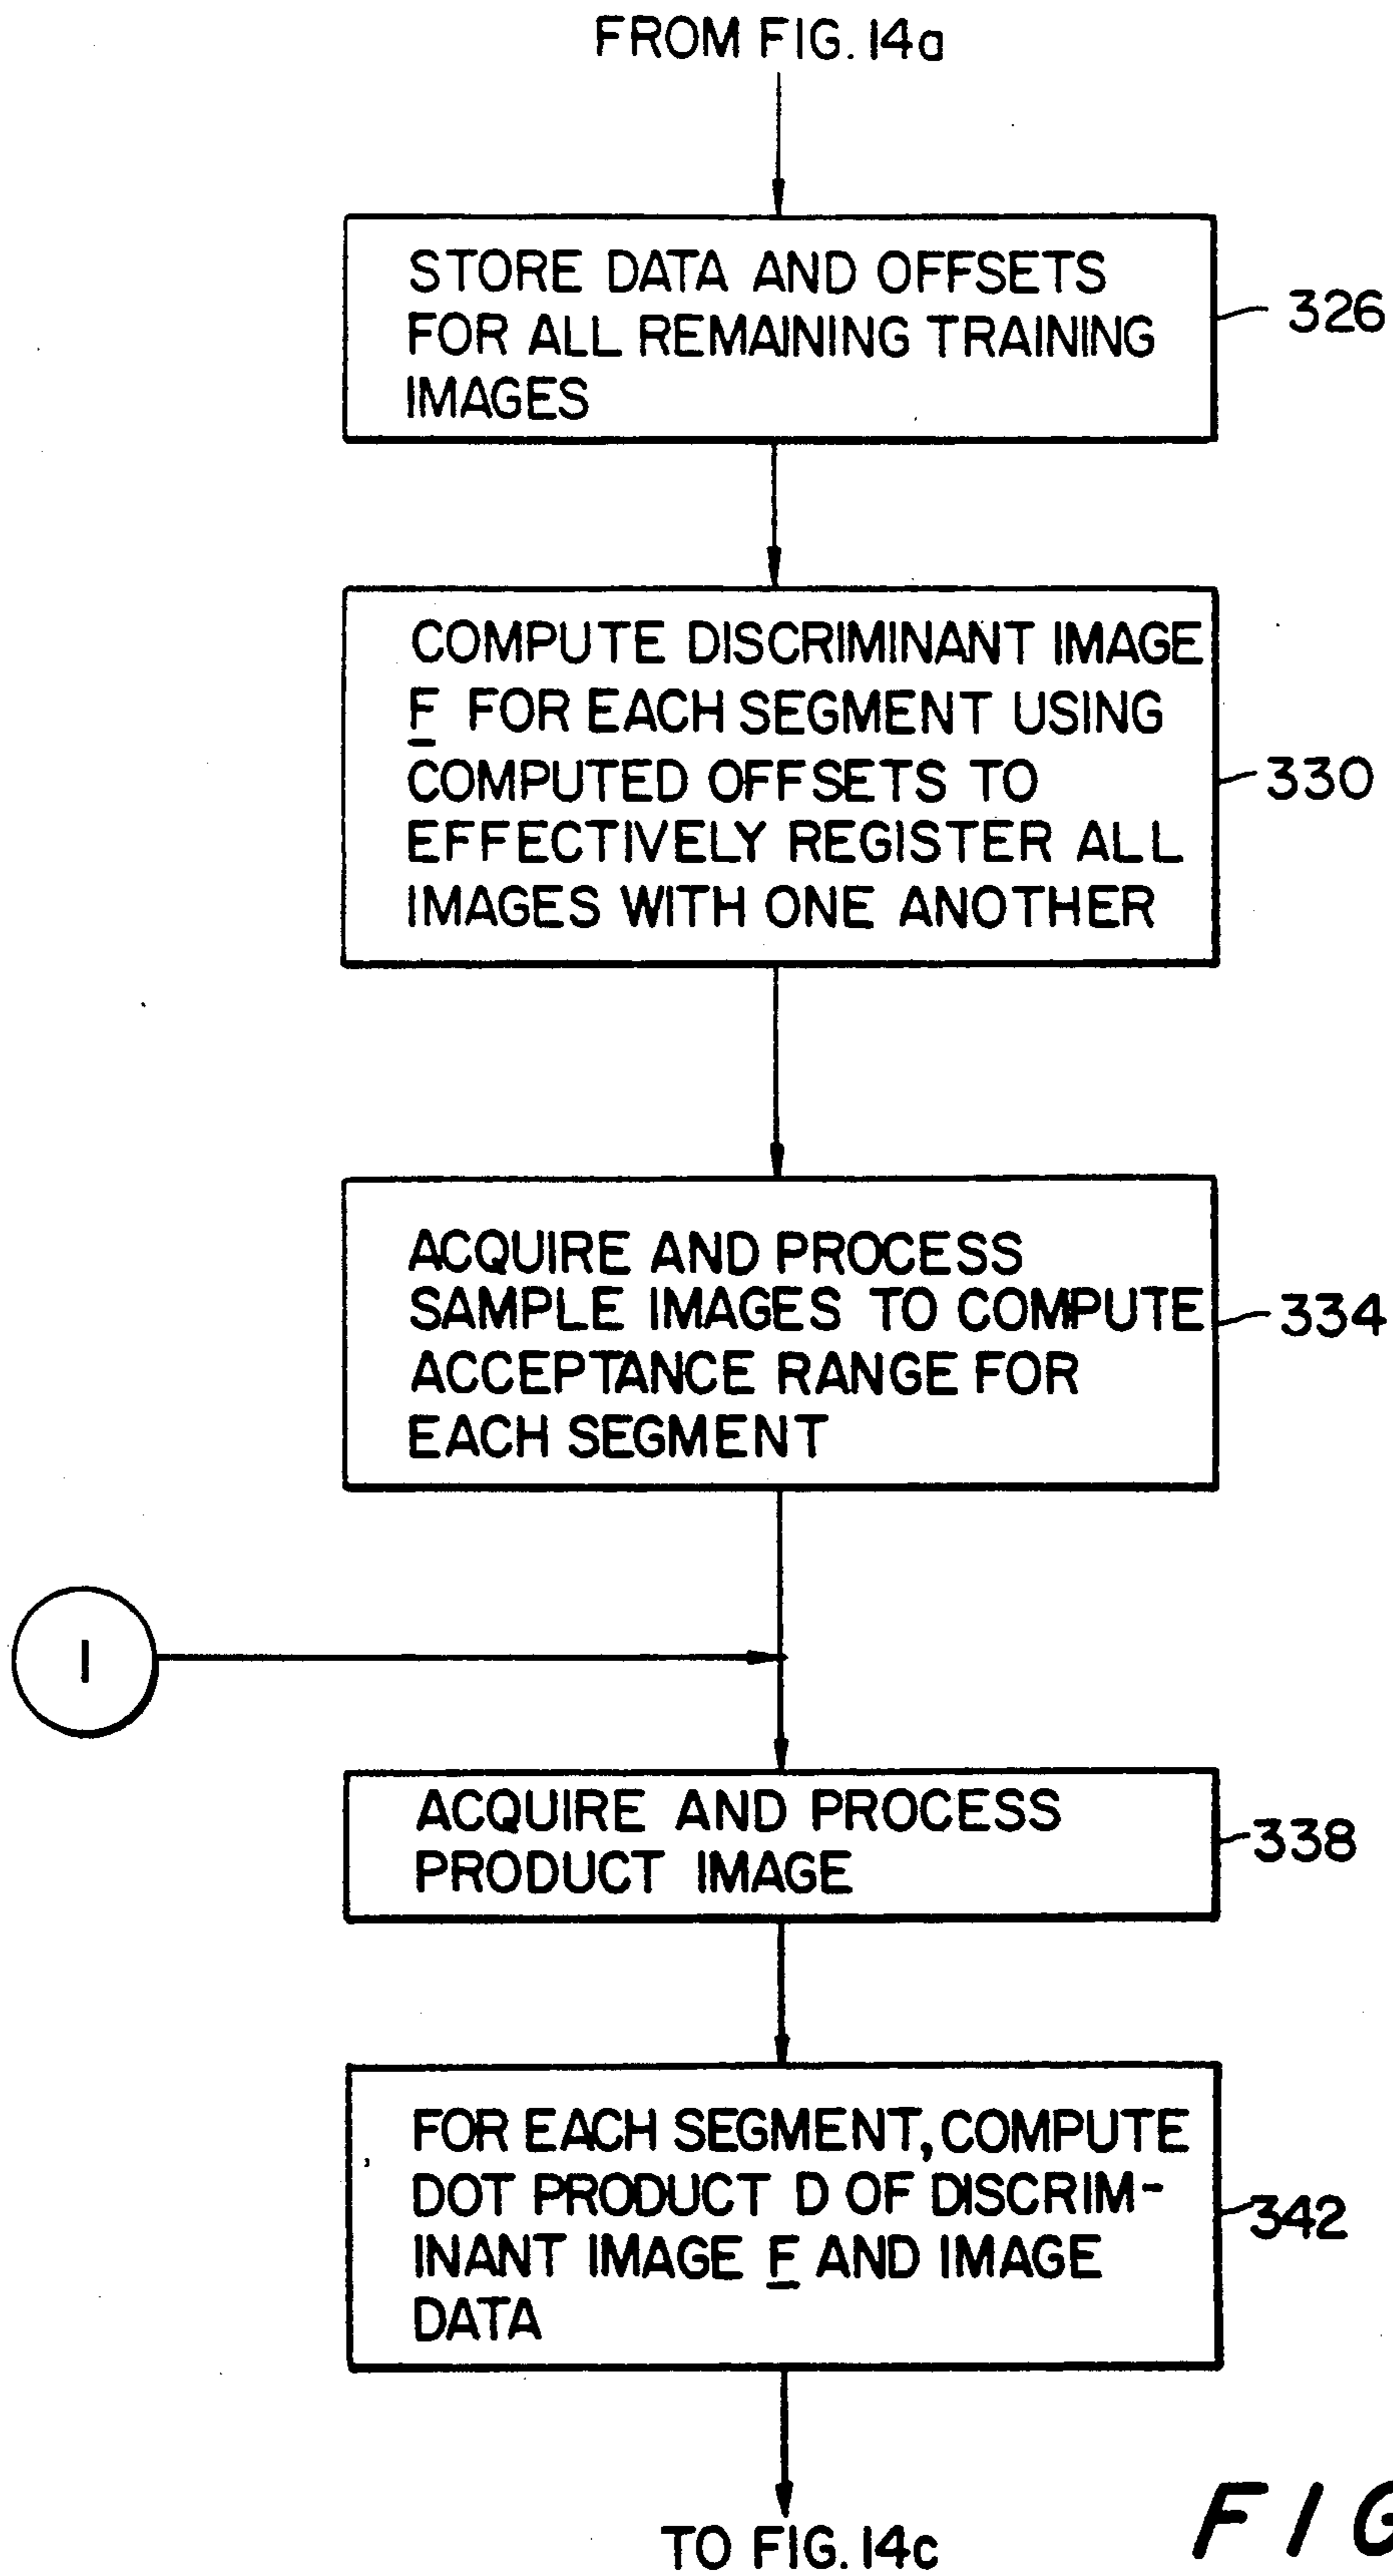 FROM FIG. 14a
STORE DATA AND OFFSETS
FOR ALL REMAINING TRAINING
IMAGES
326
COMPUTE DISCRIMINANT IMAGE
F FOR EACH SEGMENT USING
COMPUTED OFFSETS TO
EFFECTIVELY REGISTER ALL
IMAGES WITH ONE ANOTHER
330
ACQUIRE AND PROCESS
SAMPLE IMAGES TO COMPUTE
ACCEPTANCE RANGE FOR
EACH SEGMENT
334
1
ACQUIRE AND PROCESS
PRODUCT IMAGE
338
FOR EACH SEGMENT, COMPUTE
DOT PRODUCT D OF DISCRIM-
INANT IMAGE F AND IMAGE
DATA
342
TO FIG. 14c
FIG